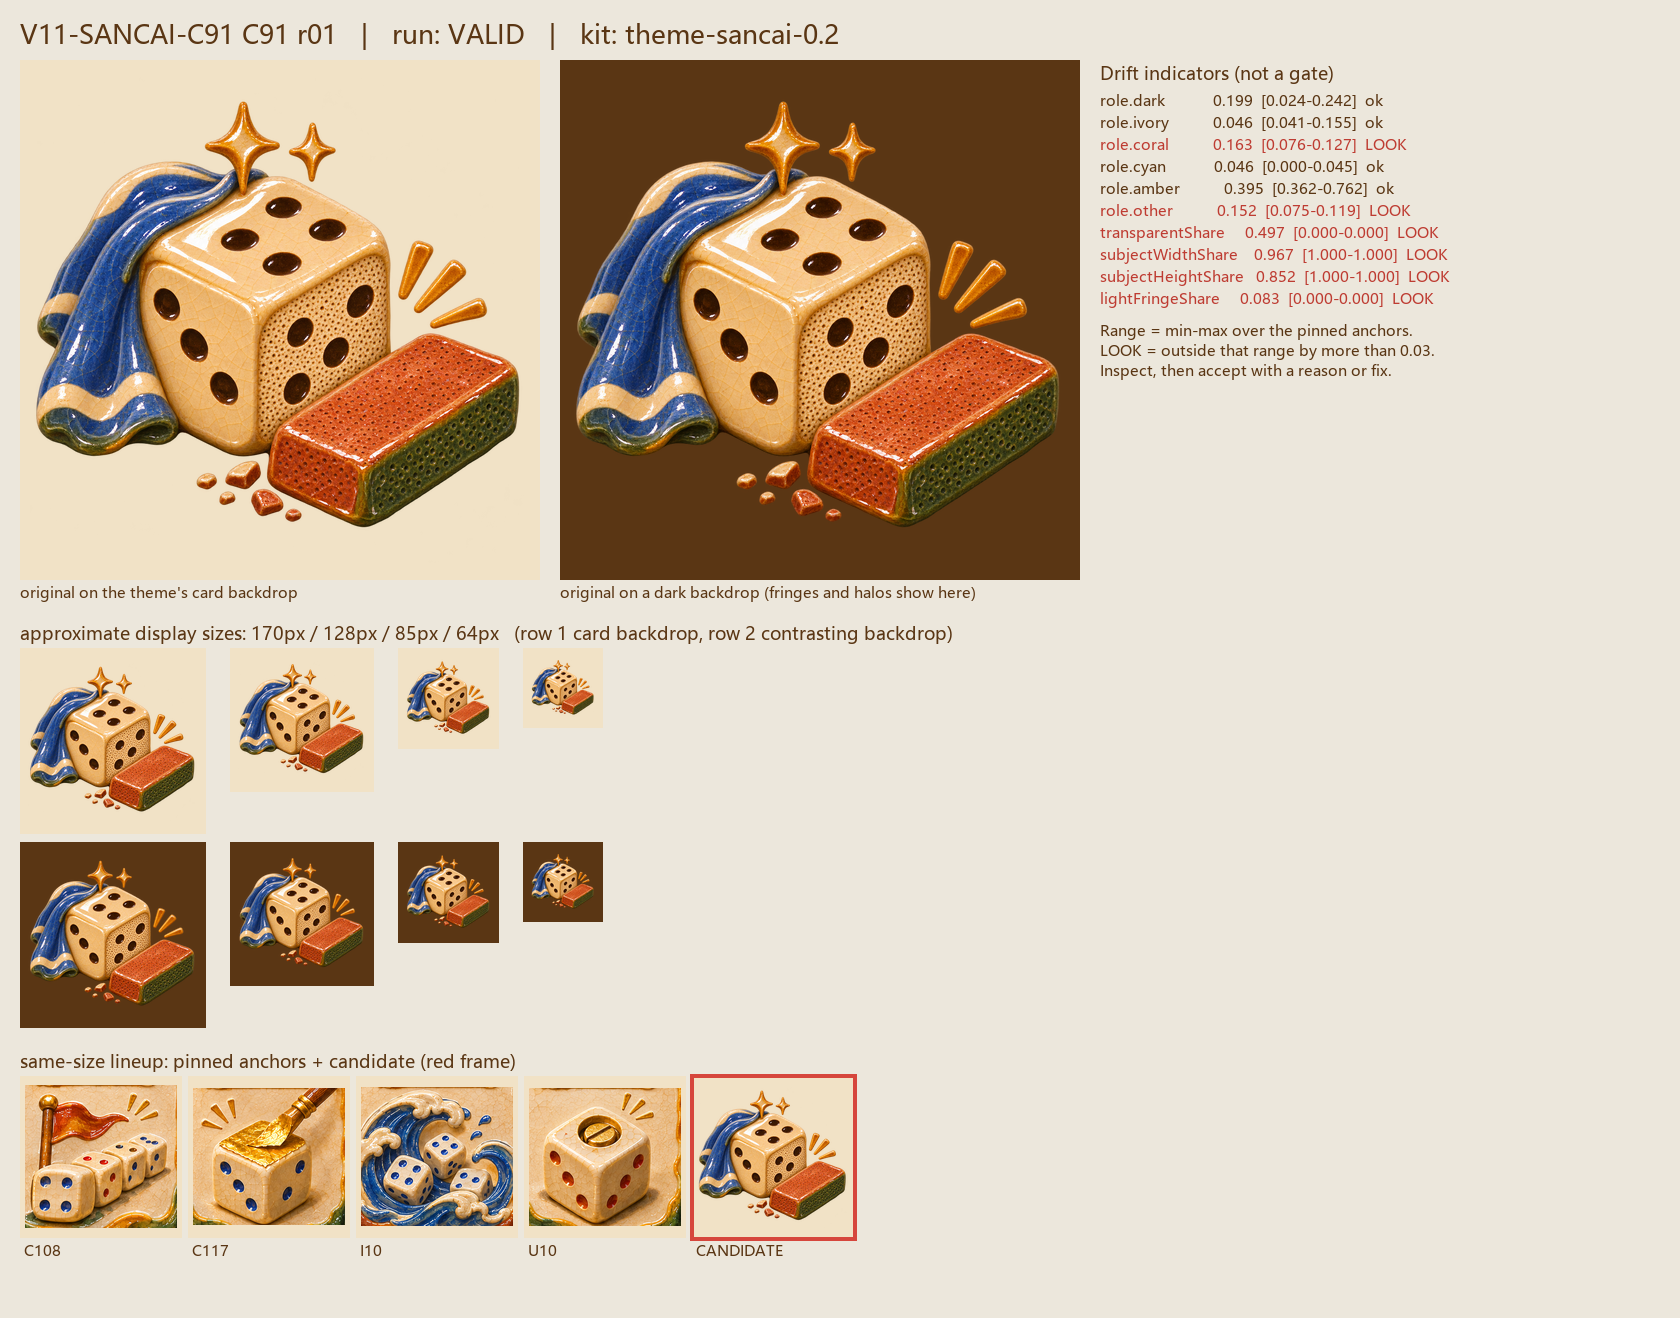 V11-SANCAI-C91 C91 r01 | run: VALID | kit: theme-sancai-0.2
Drift indicators (not a gate)
role.dark 0.199 [0.024-0.242] ok
role.ivory 0.046 [0.041-0.155] ok
role.coral 0.163 [0.076-0.127] LOOK
role.cyan 0.046 [0.000-0.045] ok
role.amber 0.395 [0.362-0.762] ok
role.other 0.152 [0.075-0.119] LOOK
transparentShare 0.497 [0.000-0.000] LOOK
subjectWidthShare 0.967 [1.000-1.000] LOOK
subjectHeightShare 0.852 [1.000-1.000] LOOK
lightFringeShare 0.083 [0.000-0.000] LOOK
Range = min-max over the pinned anchors.
LOOK = outside that range by more than 0.03.
Inspect, then accept with a reason or fix.
original on the theme's card backdrop
original on a dark backdrop (fringes and halos show here)
approximate display sizes: 170px / 128px / 85px / 64px (row 1 card backdrop, row 2 contrasting backdrop)
same-size lineup: pinned anchors + candidate (red frame)
C108
C117
I10
U10
CANDIDATE